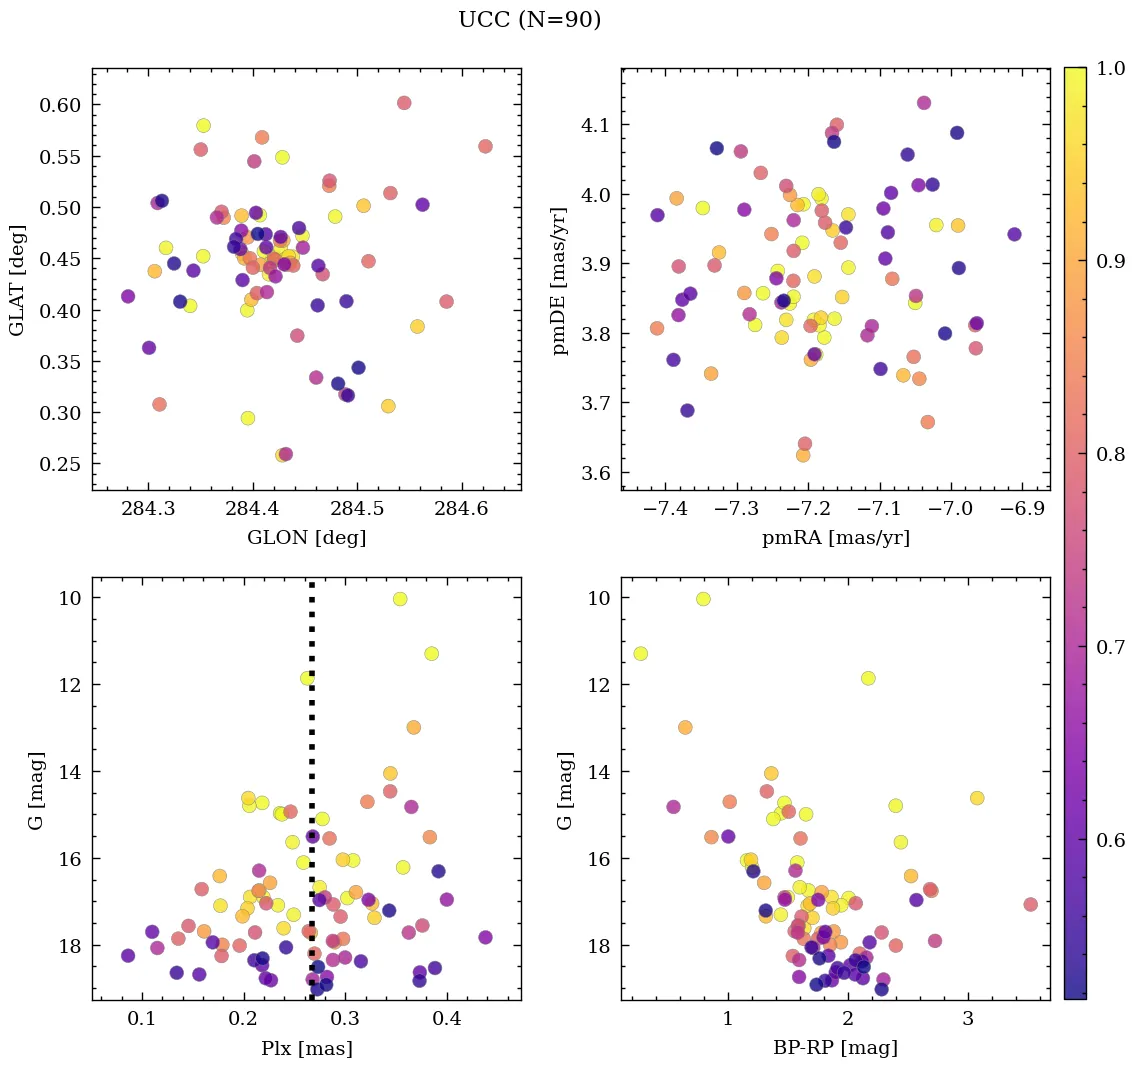 UCC (N=90)
0.60
0.55
0.50
0.45
0.40
0.35
0.30
0.25
GLAT [deg]
284.3 284.4 284.5 284.6
GLON [deg]
4.1
4.0
3.9
3.8
3.7
3.6
pmDE [mas/yr]
−7.4 −7.3 −7.2 −7.1 −7.0 −6.9
pmRA [mas/yr]
10
12
14
16
18
G [mag]
0.1 0.2 0.3 0.4
Plx [mas]
10
12
14
16
18
G [mag]
1 2 3
BP-RP [mag]
1.0
0.9
0.8
0.7
0.6